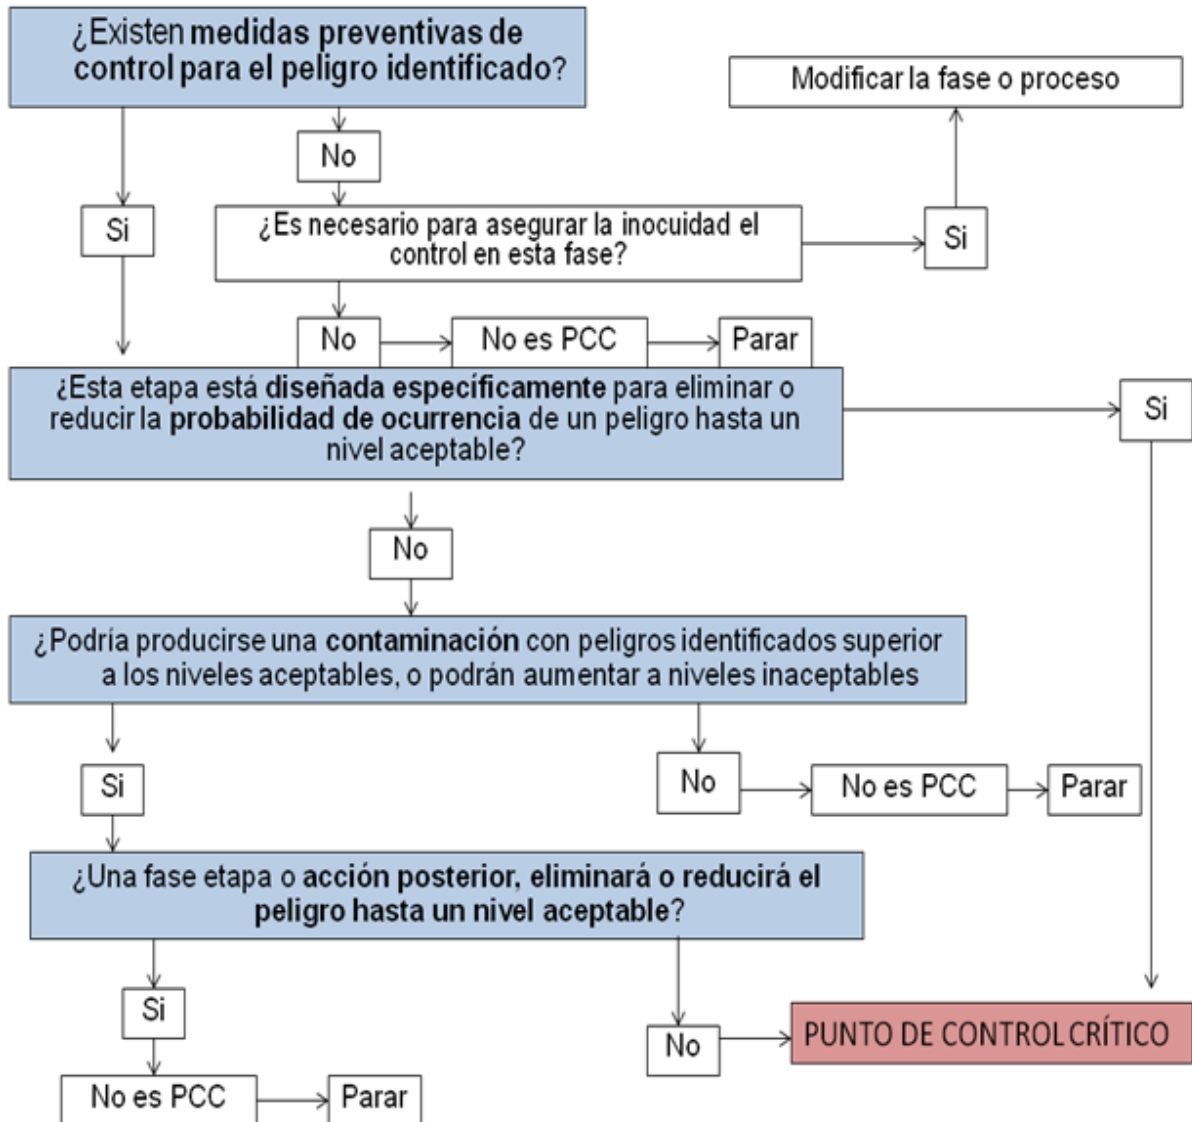 ¿Existen medidas preventivas de
control para el peligro identificado?
Modificar la fase o proceso
No
Si
¿Es necesario para asegurar la inocuidad el
control en esta fase?
Si
No
No es PCC
Parar
¿Esta etapa está diseñada específicamente para eliminar o
reducir la probabilidad de ocurrencia de un peligro hasta un
nivel aceptable?
Si
No
¿Podría producirse una contaminación con peligros identificados superior
a los niveles aceptables, o podrán aumentar a niveles inaceptables
Si
No
No es PCC
Parar
¿Una fase etapa o acción posterior, eliminará o reducirá el
peligro hasta un nivel aceptable?
Si
No
PUNTO DE CONTROL CRÍTICO
No es PCC
Parar